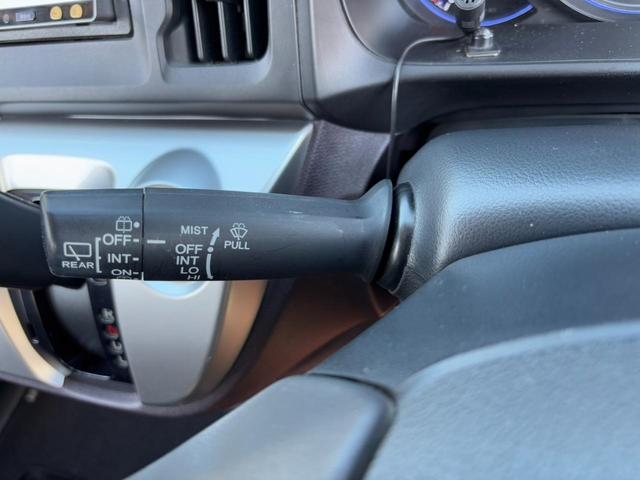 OFF
INT
ON
REAR
MIST
OFF
INT
LO
HI
PULL